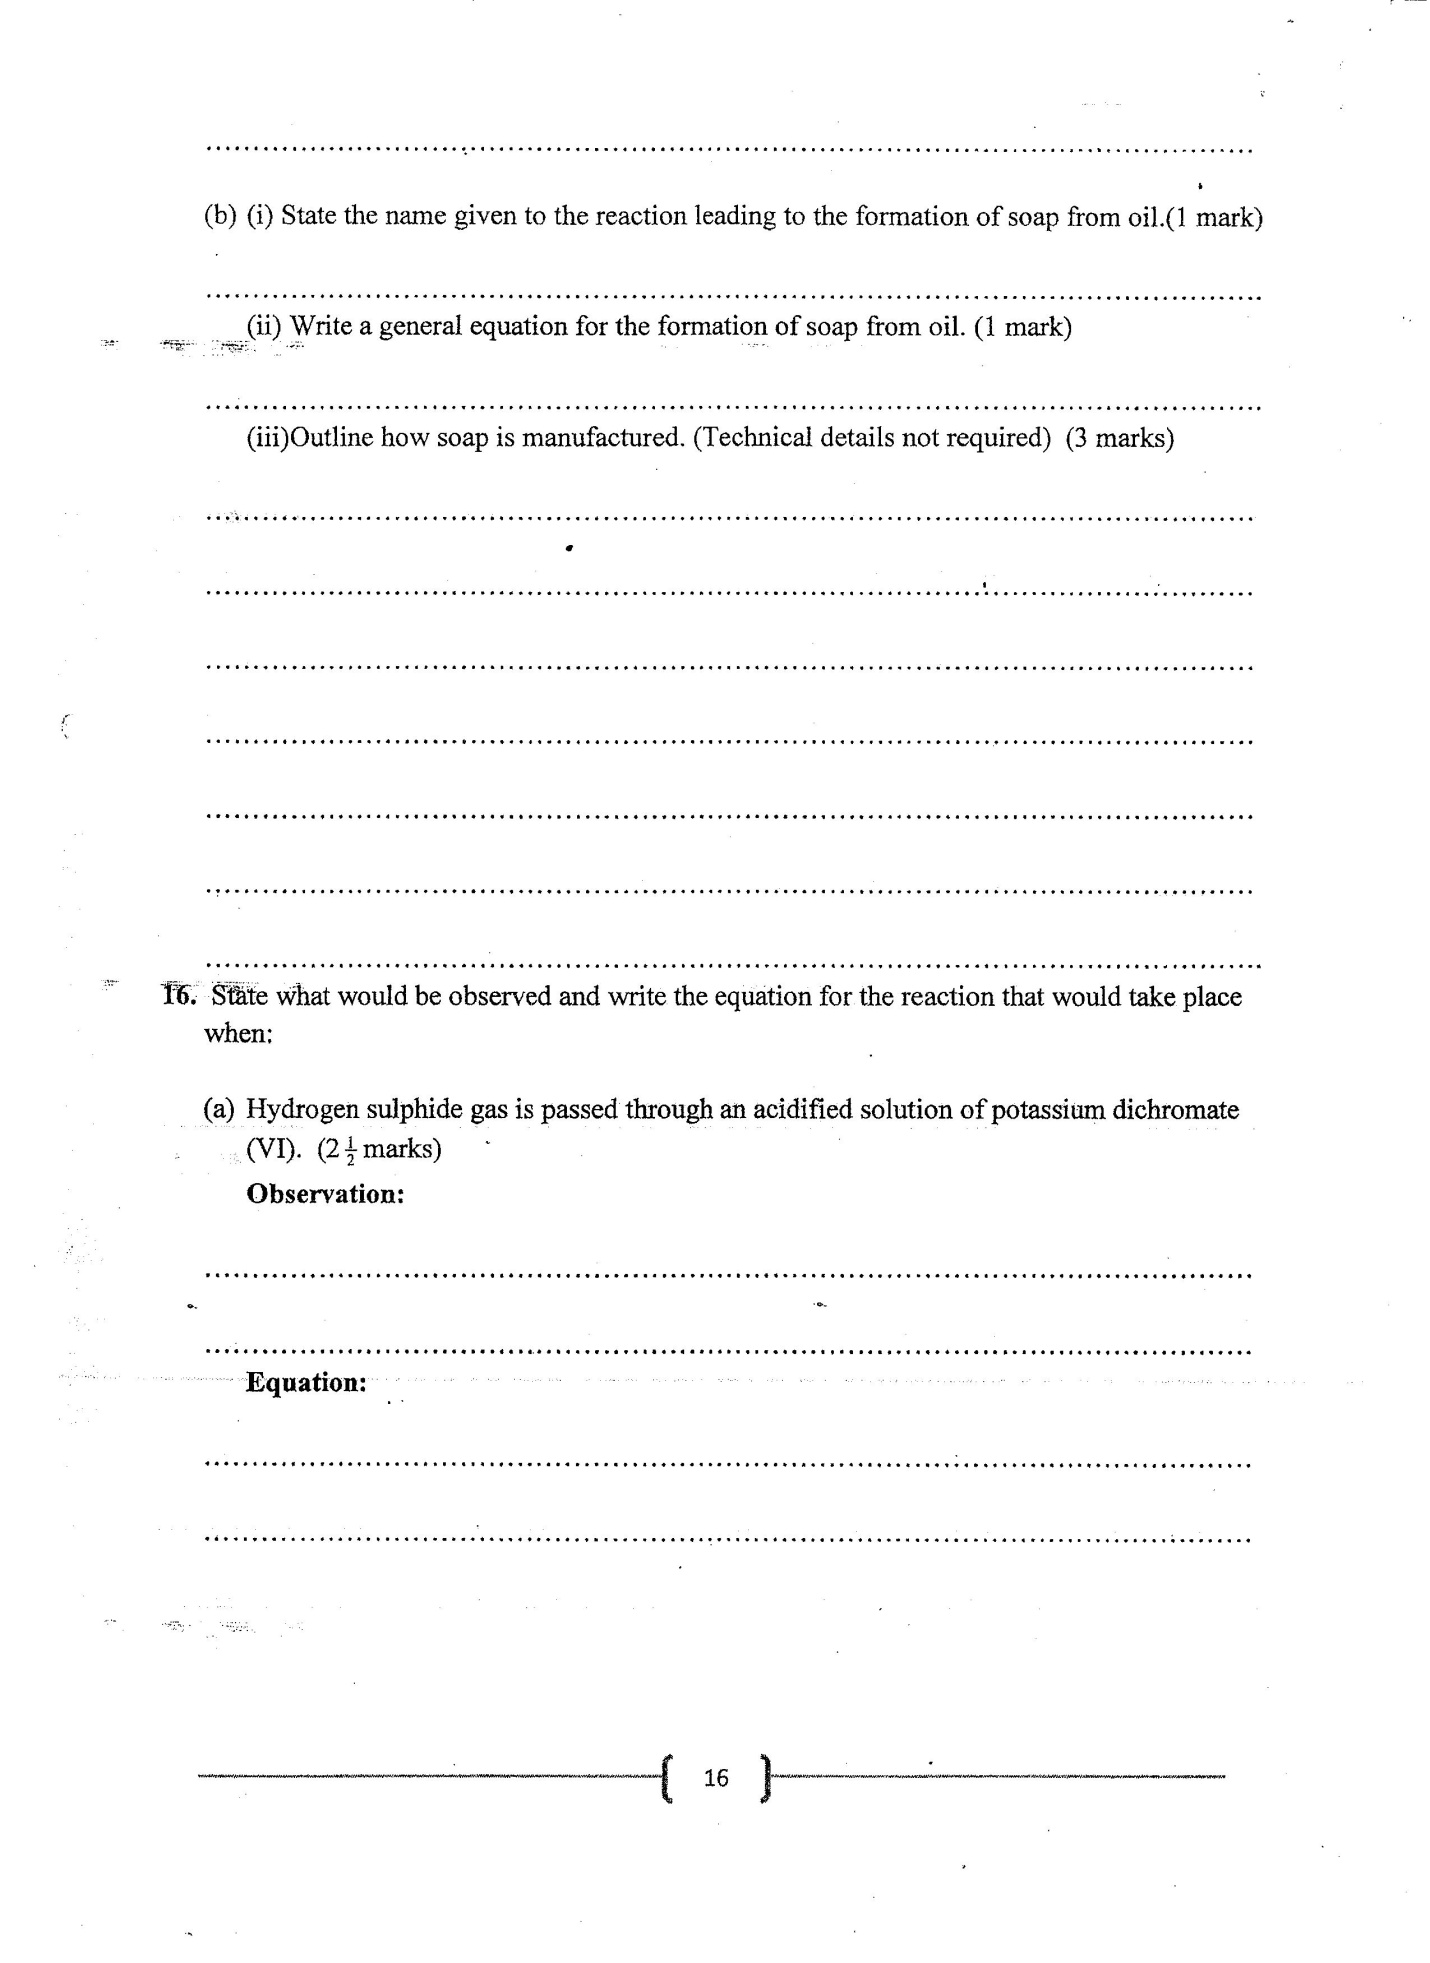 (b) (i) State the name given to the reaction leading to the formation of soap from oil.(1 mark)
(ii) Write a general equation for the formation of soap from oil. (1 mark)
(iii)Outline how soap is manufactured. (Technical details not required) (3 marks)
16. State what would be observed and write the equation for the reaction that would take place
when:
(a) Hydrogen sulphide gas is passed through an acidified solution of potassium dichromate
(VI). (2 1/2 marks)
Observation:
Equation:
16